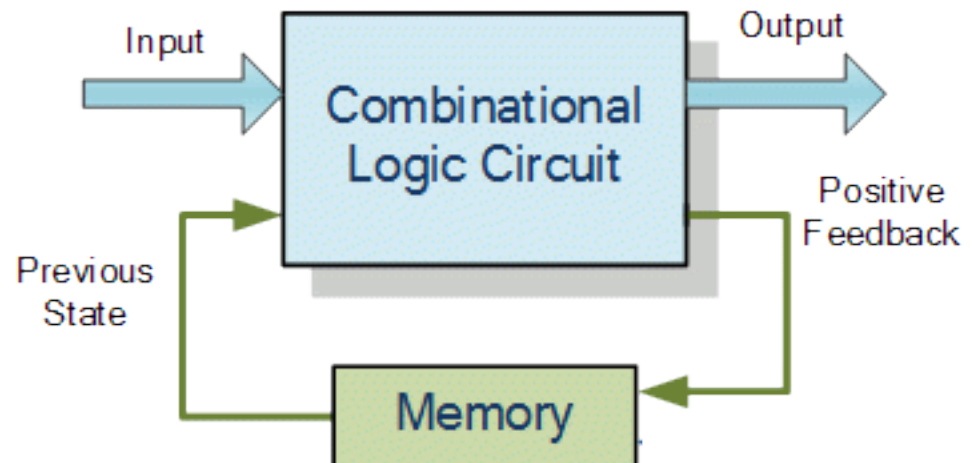 Input
Output
Combinational
Logic Circuit
Positive
Feedback
Previous
State
Memory